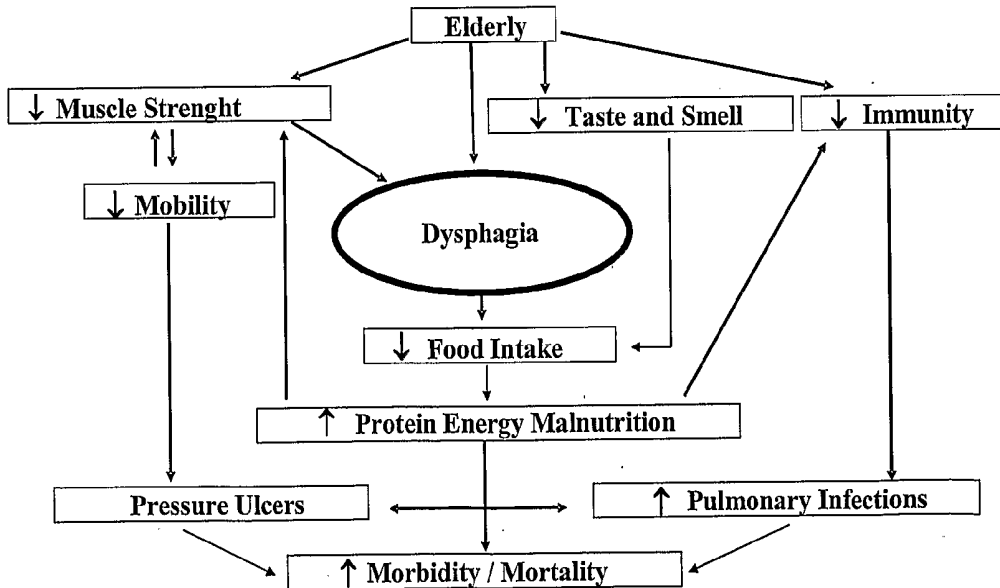 Elderly
↓ Muscle Strenght
↓ Taste and Smell
↓ Immunity
↓ Mobility
Dysphagia
↓ Food Intake
↑ Protein Energy Malnutrition
Pressure Ulcers
↑ Pulmonary Infections
↑ Morbidity / Mortality